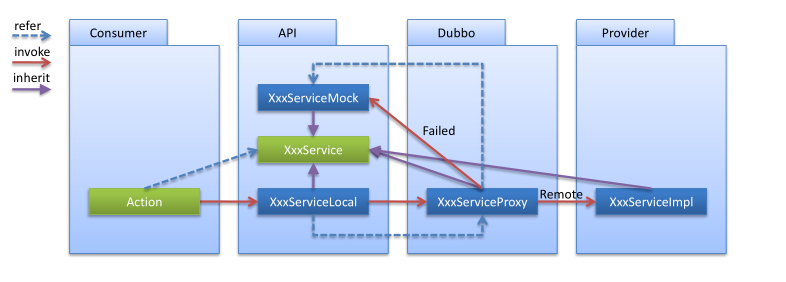 refer
invoke
inherit
Consumer
API
Dubbo
Provider
XxxServiceMock
Failed
XxxService
Action
XxxServiceLocal
XxxServiceProxy
Remote
XxxServiceImpl